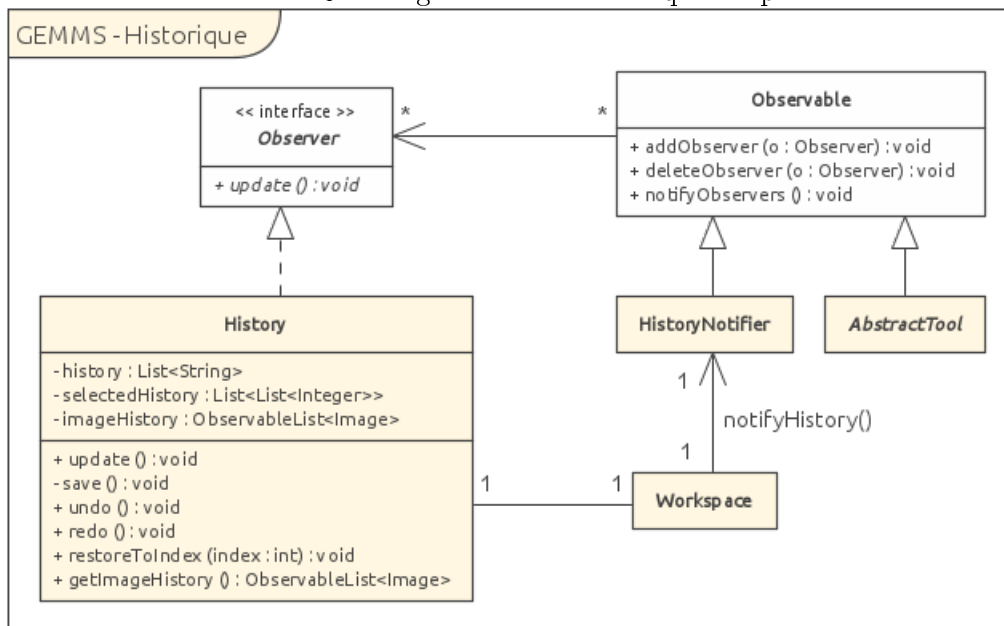 GEMMS - Historique
<< interface >>
Observer
+ update () : void
*
*
Observable
+ addObserver (o : Observer) : void
+ deleteObserver (o : Observer) : void
+ notifyObservers () : void
History
- history : List<String>
- selectedHistory : List<List<Integer>>
- imageHistory : ObservableList<Image>
+ update () : void
- save () : void
+ undo () : void
+ redo () : void
+ restoreToIndex (index : int) : void
+ getImageHistory () : ObservableList<Image>
HistoryNotifier
AbstractTool
1
notifyHistory()
1
1
1
Workspace